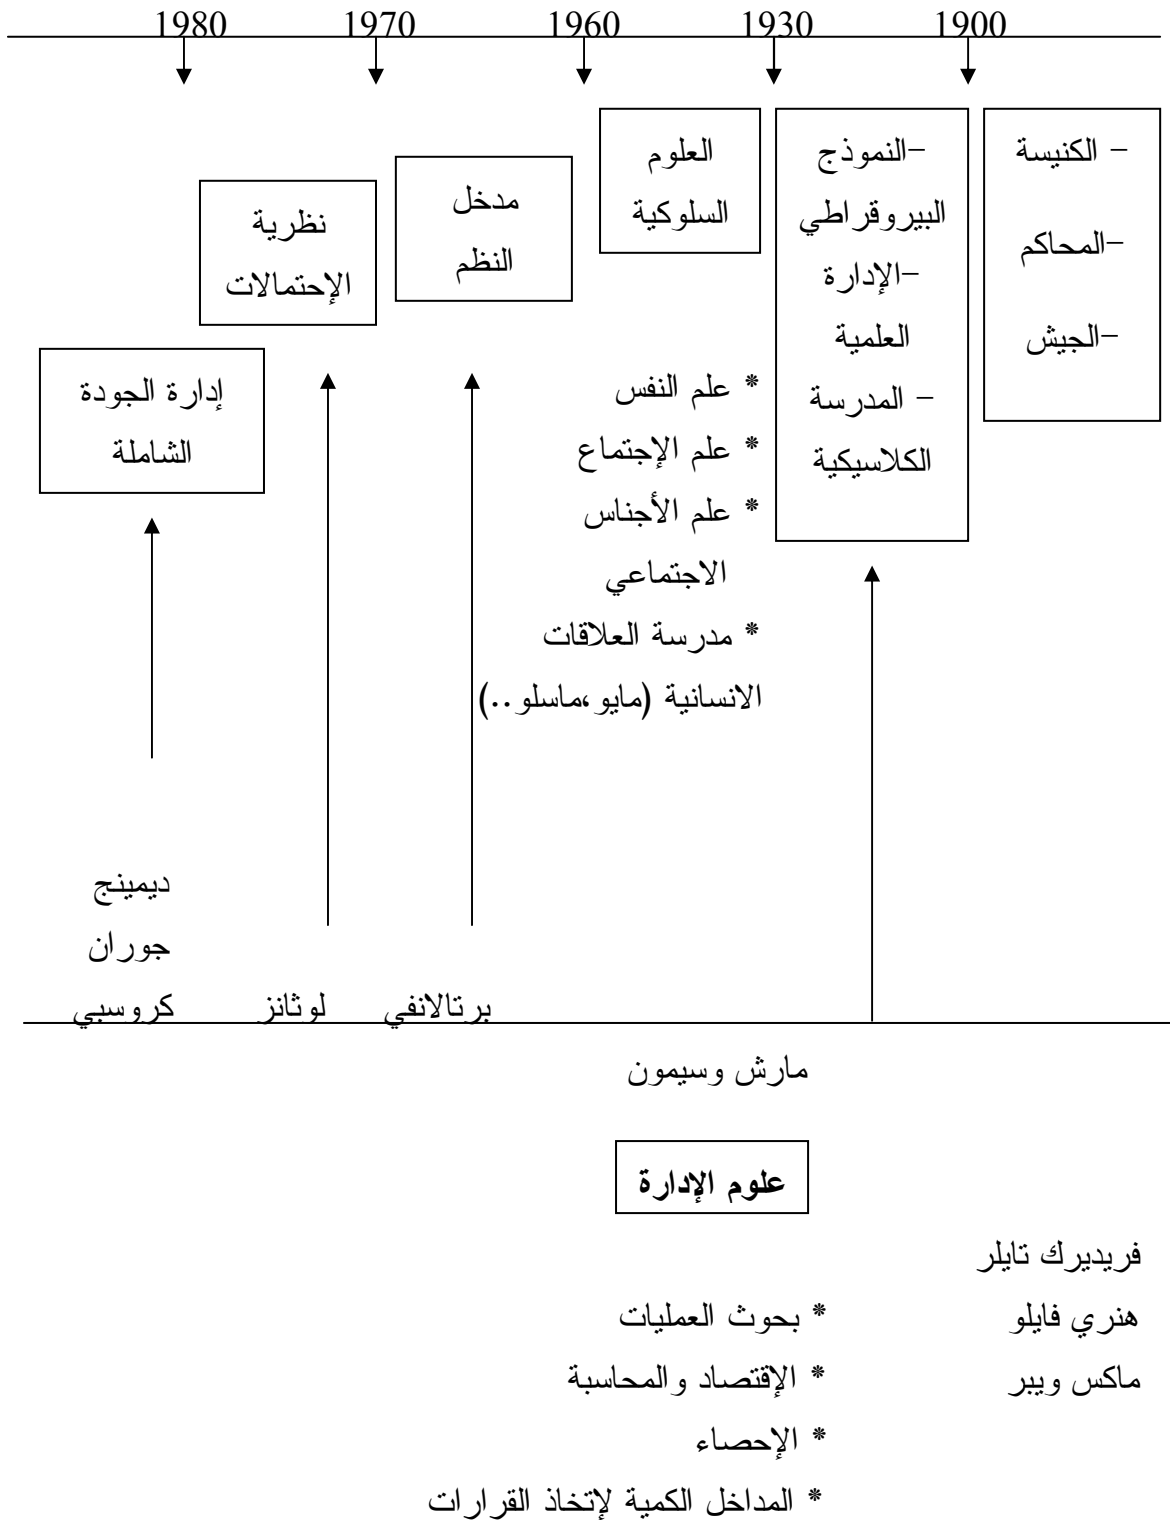 1900
1930
1960
1970
1980
- الكنيسة
-المحاكم
-الجيش
-النموذج
البيروقراطي
-الإدارة
العلمية
- المدرسة
الكلاسيكية
العلوم
السلوكية
مدخل
النظم
نظرية
الإحتمالات
إدارة الجودة
الشاملة
* علم النفس
* علم الإجتماع
* علم الأجناس
الاجتماعي
* مدرسة العلاقات
الانسانية (مايو،ماسلو..)
ديمينج
جوران
كروسبي
لوثانز
برتالانفي
مارش وسيمون
علوم الإدارة
فريديرك تايلر
هنري فايلو
ماكس ويبر
* بحوث العمليات
* الإقتصاد والمحاسبة
* الإحصاء
* المداخل الكمية لإتخاذ القرارات